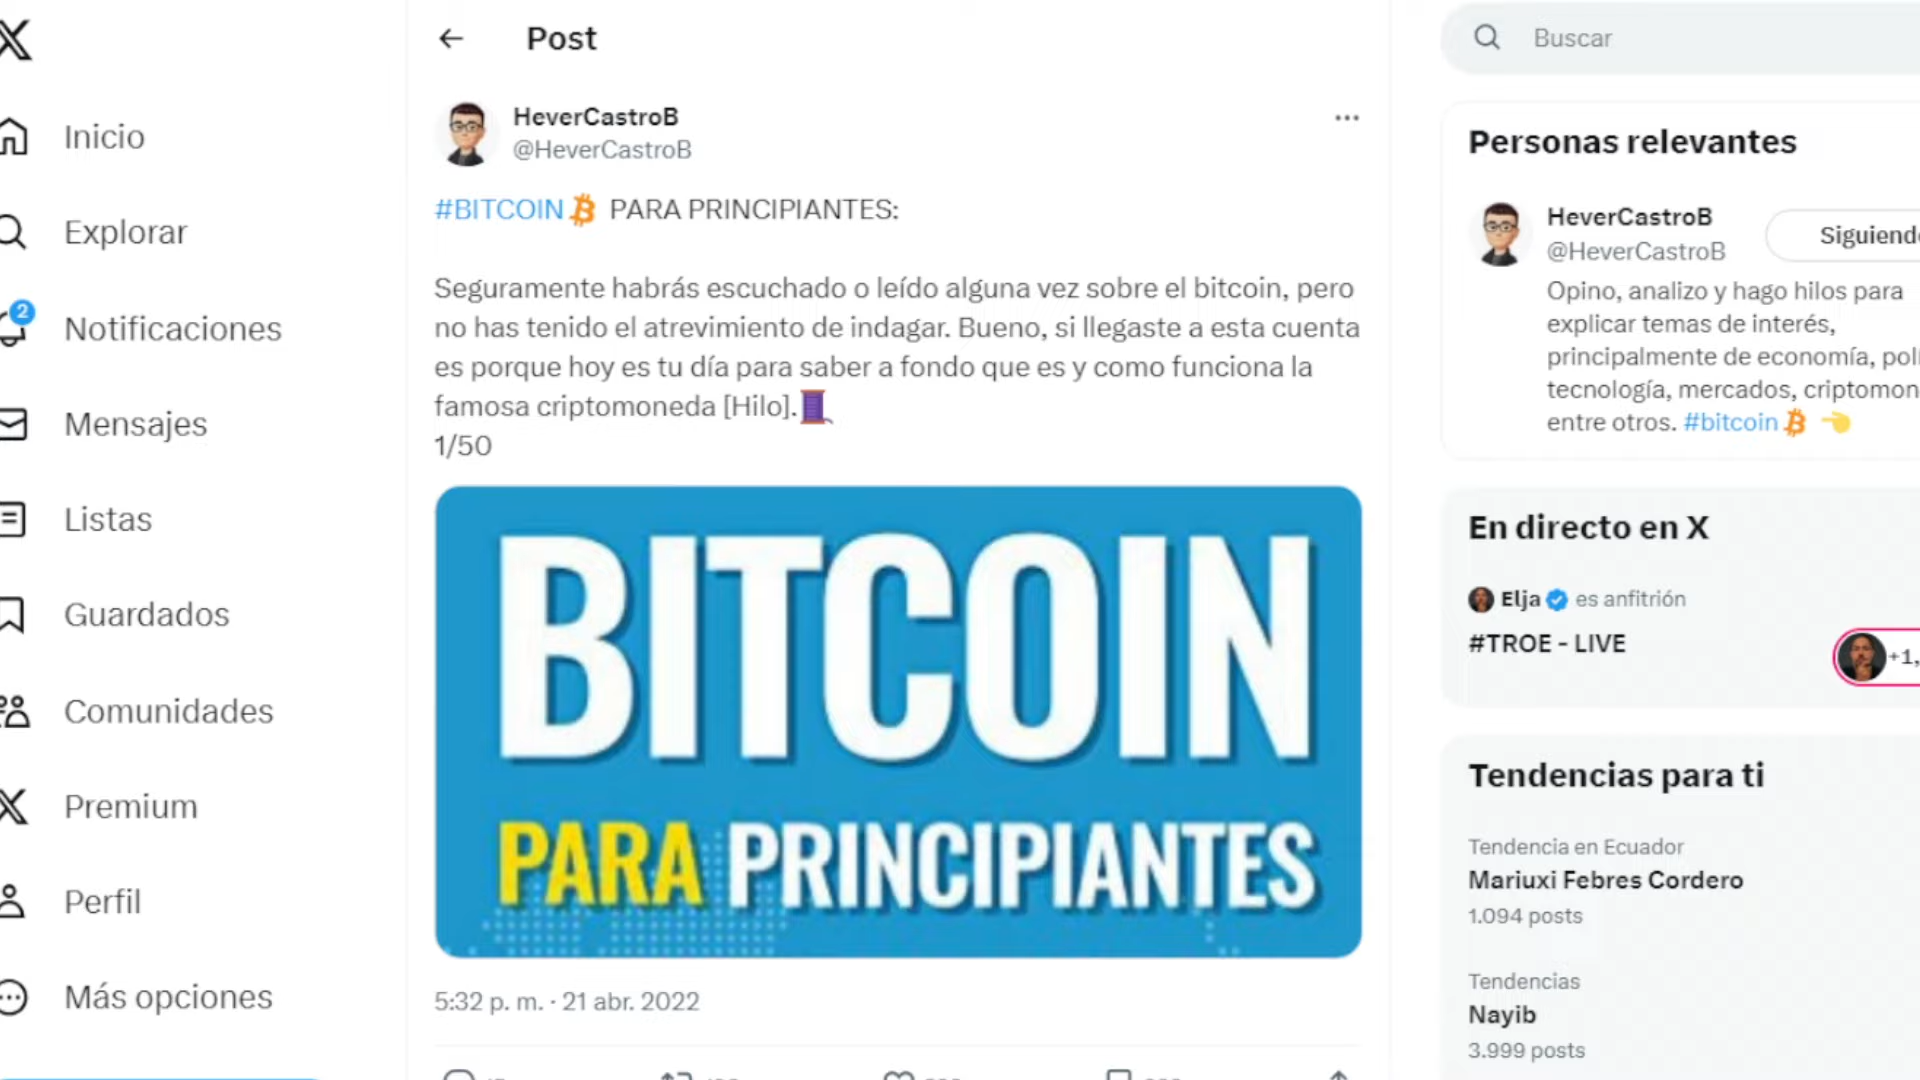 Inicio
Explorar
2
Notificaciones
Mensajes
Listas
Guardados
Comunidades
Premium
Perfil
Más opciones
Post
HeverCastroB
@HeverCastroB
#BITCOIN PARA PRINCIPIANTES:
Seguramente habrás escuchado o leído alguna vez sobre el bitcoin, pero
no has tenido el atrevimiento de indagar. Bueno, si llegaste a esta cuenta
es porque hoy es tu día para saber a fondo que es y como funciona la
famosa criptomoneda [Hilo].
1/50
BITCOIN
PARA PRINCIPIANTES
5:32 p. m. · 21 abr. 2022
Buscar
Personas relevantes
HeverCastroB
@HeverCastroB
Siguiend
Opino, analizo y hago hilos para
explicar temas de interés,
principalmente de economía, pol
tecnología, mercados, criptomon
entre otros. #bitcoin
En directo en X
Elja es anfitrión
#TROE - LIVE
+1,
Tendencias para ti
Tendencia en Ecuador
Mariuxi Febres Cordero
1.094 posts
Tendencias
Nayib
3.999 posts